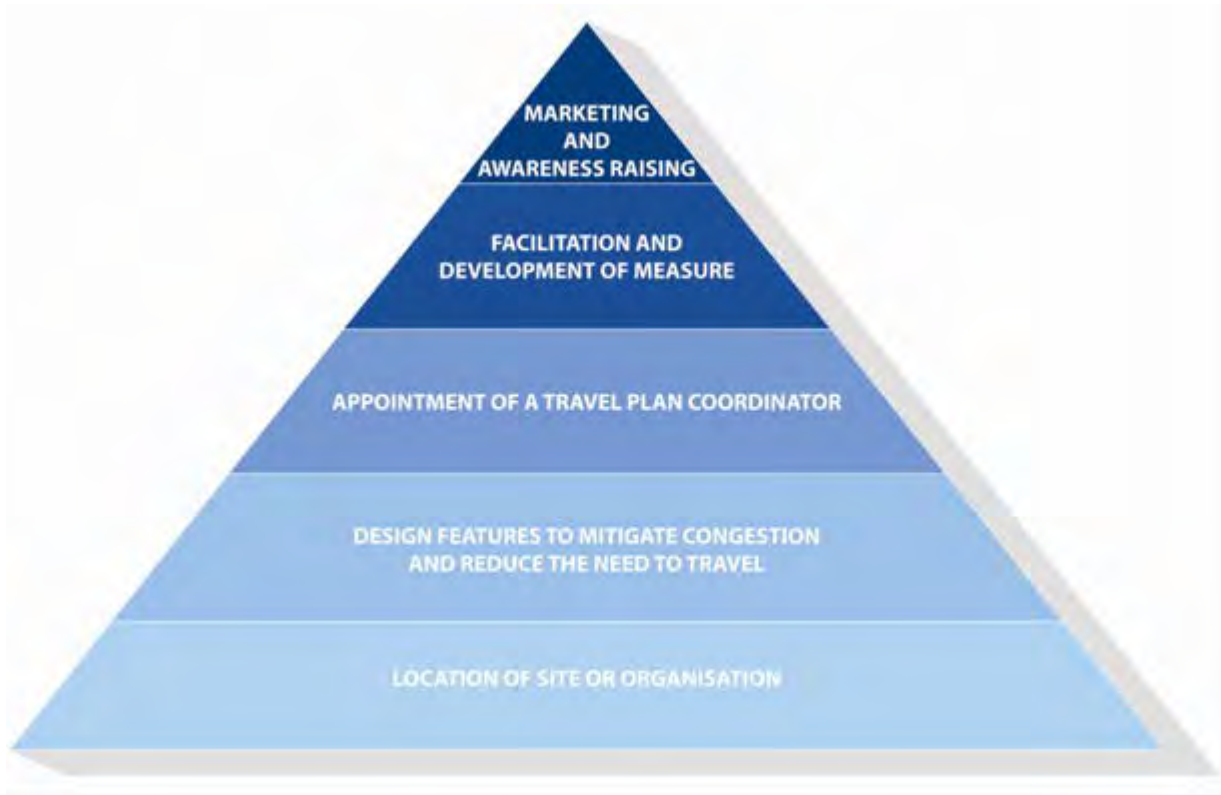 MARKETING
AND
AWARENESS RAISING
FACILITATION AND
DEVELOPMENT OF MEASURE
APPOINTMENT OF A TRAVEL PLAN COORDINATOR
DESIGN FEATURES TO MITIGATE CONGESTION
AND REDUCE THE NEED TO TRAVEL
LOCATION OF SITE OR ORGANISATION